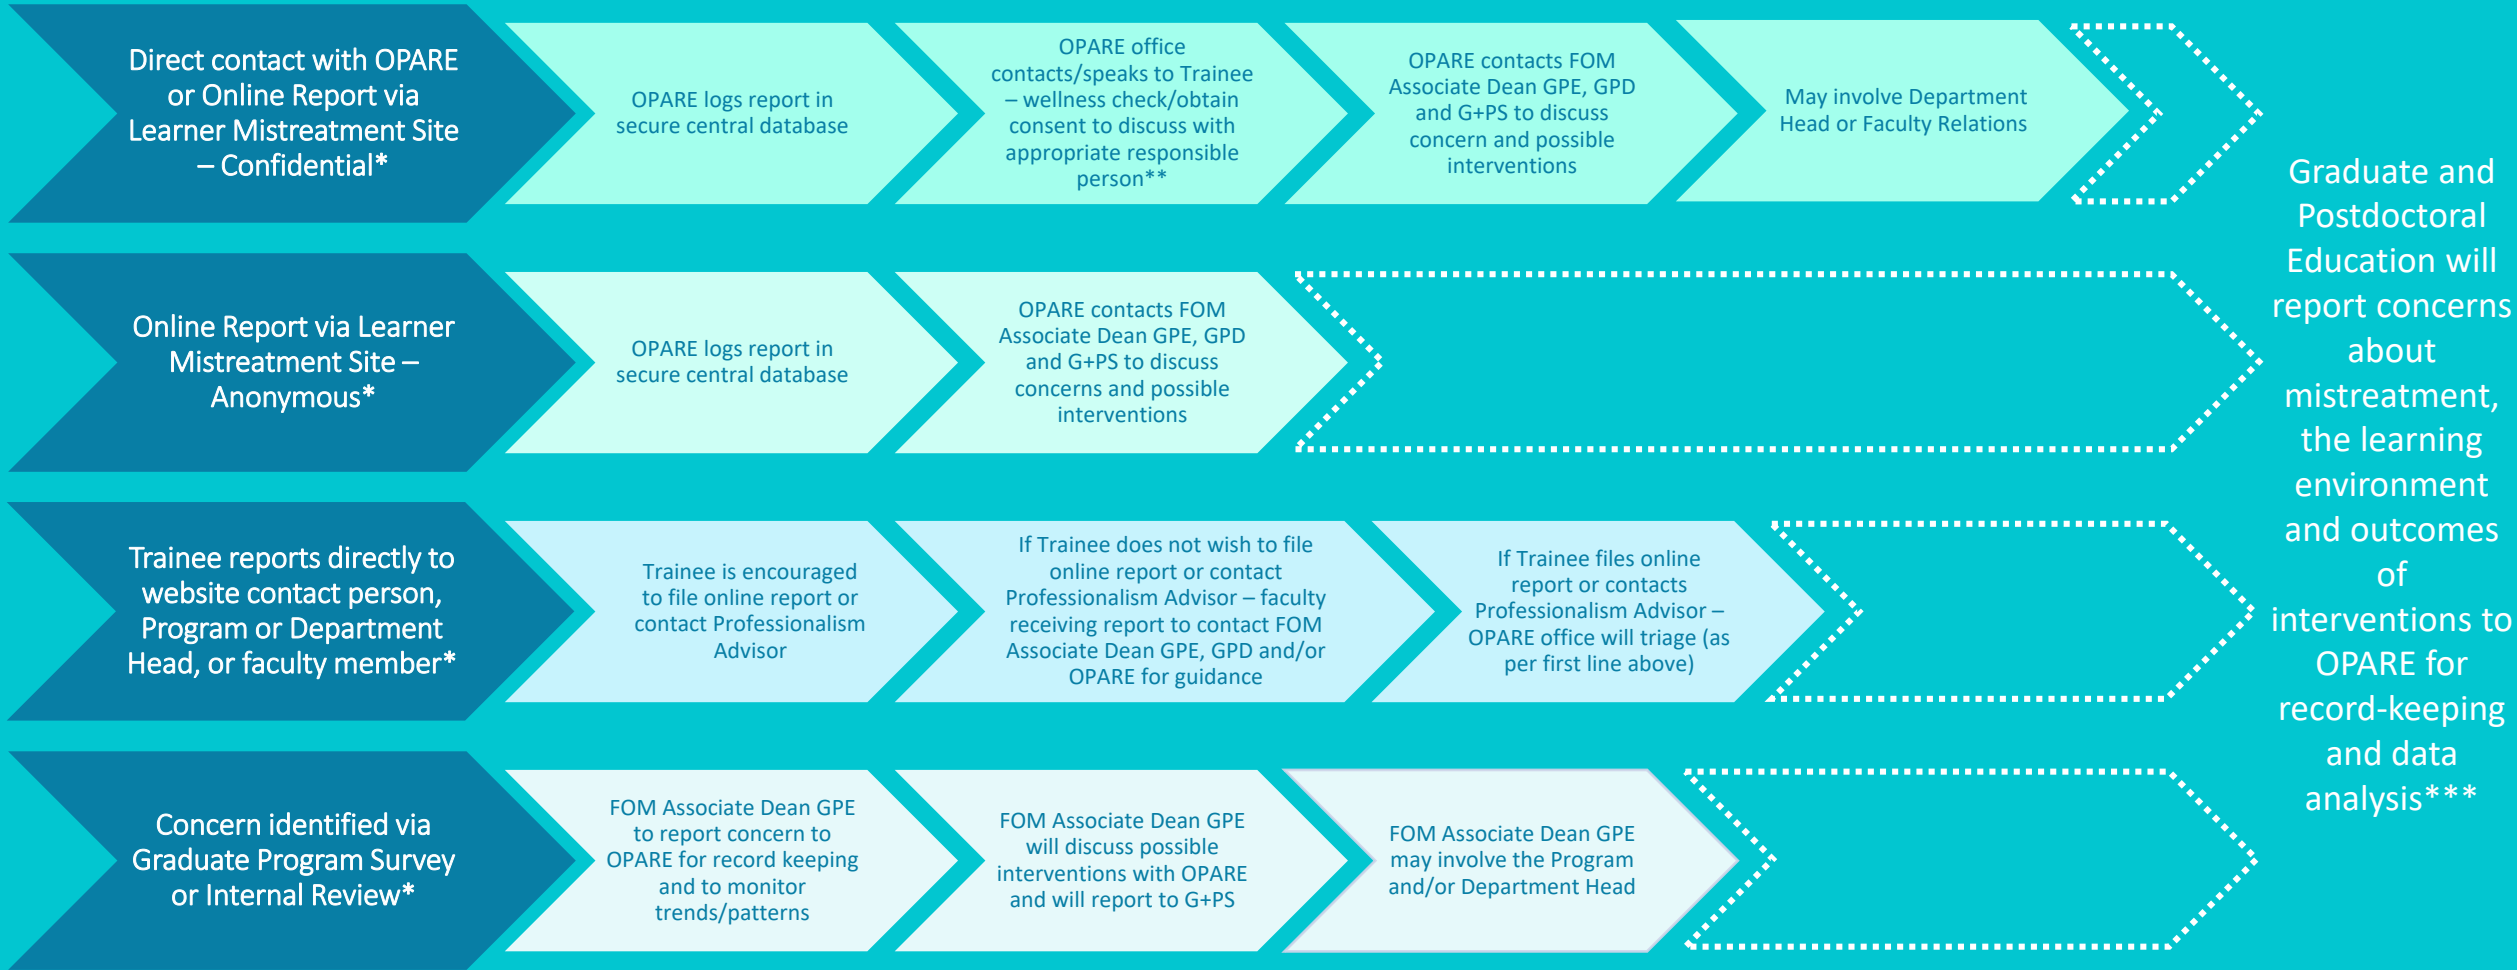 Direct contact with OPARE
or Online Report via
Learner Mistreatment Site
– Confidential*
OPARE logs report in
secure central database
OPARE office
contacts/speaks to Trainee
– wellness check/obtain
consent to discuss with
appropriate responsible
person**
OPARE contacts FOM
Associate Dean GPE, GPD
and G+PS to discuss
concern and possible
interventions
May involve Department
Head or Faculty Relations
Online Report via Learner
Mistreatment Site –
Anonymous*
OPARE logs report in
secure central database
OPARE contacts FOM
Associate Dean GPE, GPD
and G+PS to discuss
concerns and possible
interventions
Trainee reports directly to
website contact person,
Program or Department
Head, or faculty member*
Trainee is encouraged
to file online report or
contact Professionalism
Advisor
If Trainee does not wish to file
online report or contact
Professionalism Advisor – faculty
receiving report to contact FOM
Associate Dean GPE, GPD and/or
OPARE for guidance
If Trainee files online
report or contacts
Professionalism Advisor –
OPARE office will triage (as
per first line above)
Concern identified via
Graduate Program Survey
or Internal Review*
FOM Associate Dean GPE
to report concern to
OPARE for record keeping
and to monitor
trends/patterns
FOM Associate Dean GPE
will discuss possible
interventions with OPARE
and will report to G+PS
FOM Associate Dean GPE
may involve the Program
and/or Department Head
Graduate and
Postdoctoral
Education will
report concerns
about
mistreatment,
the learning
environment
and outcomes
of
interventions to
OPARE for
record-keeping
and data
analysis***